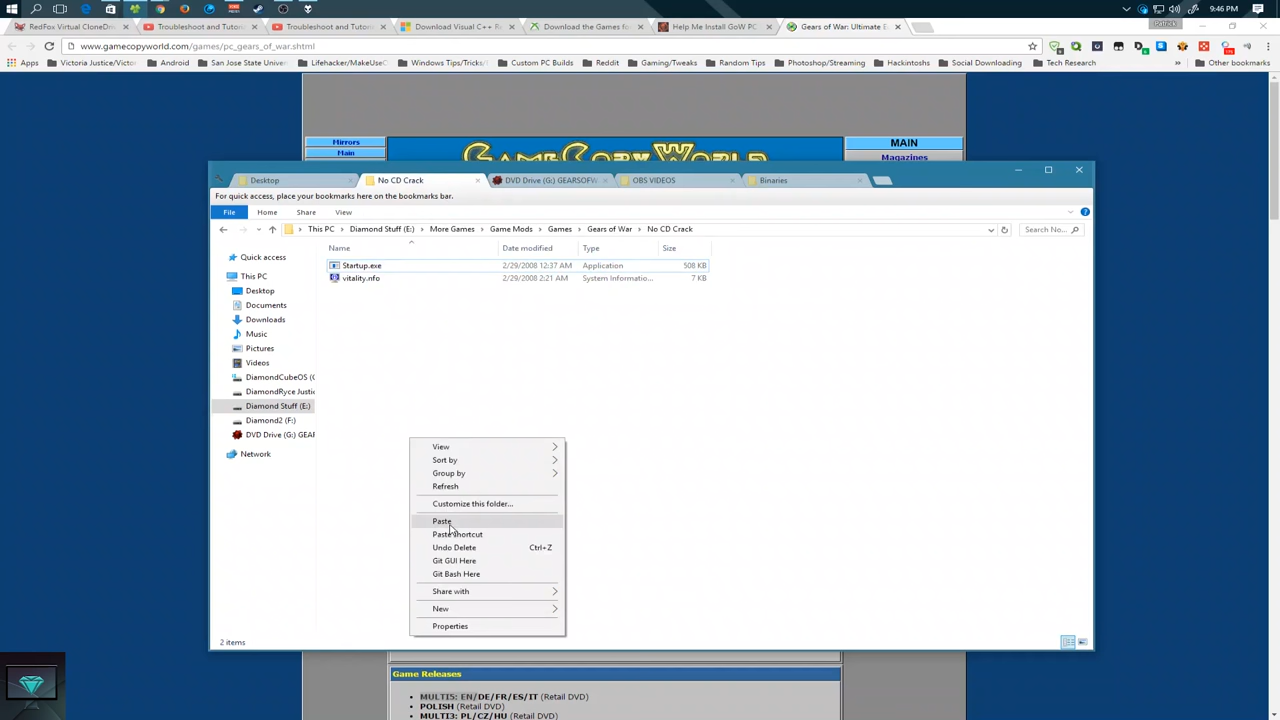 9:46 PM
Patrick
RedFox Virtual CloneDriv
Troubleshoot and Tutori
Troubleshoot and Tutori
Download Visual C++ Red
Download the Games for
Help Me Install GoW PC
Gears of War: Ultimate E
www.gamecopyworld.com/games/pc_gears_of_war.shtml
Apps
Victoria Justice/Victor
Android
San Jose State Univer
Lifehacker/MakeUse
Windows Tips/Tricks/
Custom PC Builds
Reddit
Gaming/Tweaks
Random Tips
Photoshop/Streaming
Hackintoshs
Social Downloading
Tech Research
»
Other bookmarks
Mirrors
Main
GameCopyWorld
MAIN
Magazines
Desktop
No CD Crack
DVD Drive (G:) GEARSOFW
OBS VIDEOS
Binaries
For quick access, place your bookmarks here on the bookmarks bar.
File
Home
Share
View
This PC > Diamond Stuff (E:) > More Games > Game Mods > Games > Gears of War > No CD Crack
Search No...
Name
Date modified
Type
Size
Startup.exe
2/29/2008 12:37 AM
Application
508 KB
vitality.nfo
2/29/2008 2:21 AM
System Informatio...
7 KB
Quick access
This PC
Desktop
Documents
Downloads
Music
Pictures
Videos
DiamondCubeOS (C
DiamondRyce Justic
Diamond Stuff (E:)
Diamond2 (F:)
DVD Drive (G:) GEAR
Network
View
Sort by
Group by
Refresh
Customize this folder...
Paste
Paste shortcut
Undo Delete Ctrl+Z
Git GUI Here
Git Bash Here
Share with
New
Properties
2 items
Game Releases
• MULTI5: EN/DE/FR/ES/IT (Retail DVD)
• POLISH (Retail DVD)
• MULTI3: PL/CZ/HU (Retail DVD)